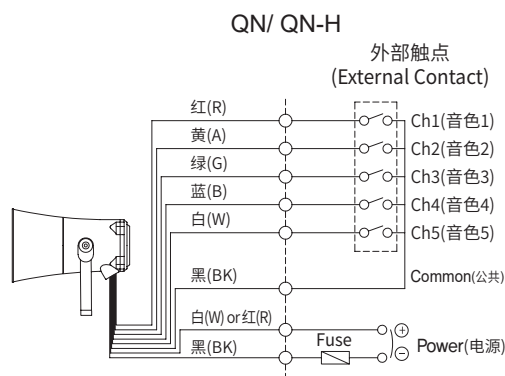 QN/ QN-H
外部触点
(External Contact)
红(R)
Ch1(音色1)
黄(A)
Ch2(音色2)
绿(G)
Ch3(音色3)
蓝(B)
Ch4(音色4)
白(W)
Ch5(音色5)
黑(BK)
Common(公共)
白(W) or 红(R)
Fuse
+
Power(电源)
黑(BK)
−